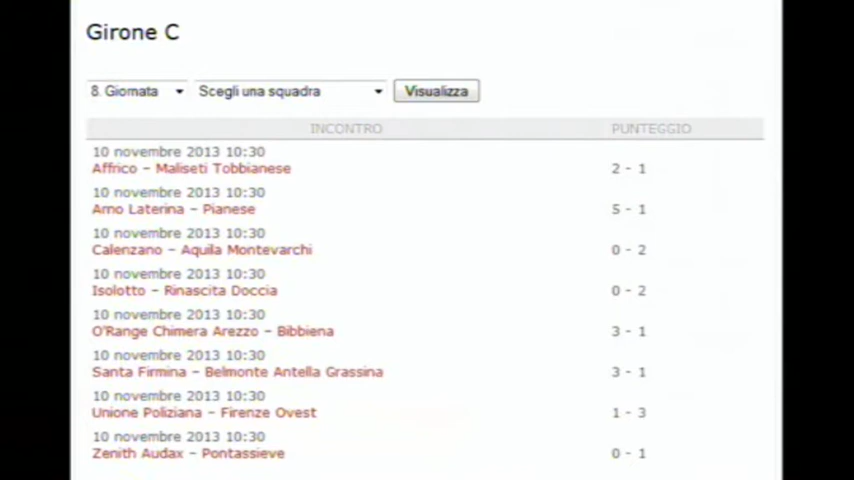 Girone C
8. Giornata Scegli una squadra Visualizza
INCONTRO PUNTEGGIO
10 novembre 2013 10:30
Affrico - Maliseti Tobbianese 2 - 1
10 novembre 2013 10:30
Arno Laterina - Pianese 5 - 1
10 novembre 2013 10:30
Calenzano - Aquila Montevarchi 0 - 2
10 novembre 2013 10:30
Isolotto - Rinascita Doccia 0 - 2
10 novembre 2013 10:30
O'Range Chimera Arezzo - Bibbiena 3 - 1
10 novembre 2013 10:30
Santa Firmina - Belmonte Antella Grassina 3 - 1
10 novembre 2013 10:30
Unione Poliziana - Firenze Ovest 1 - 3
10 novembre 2013 10:30
Zenith Audax - Pontassieve 0 - 1